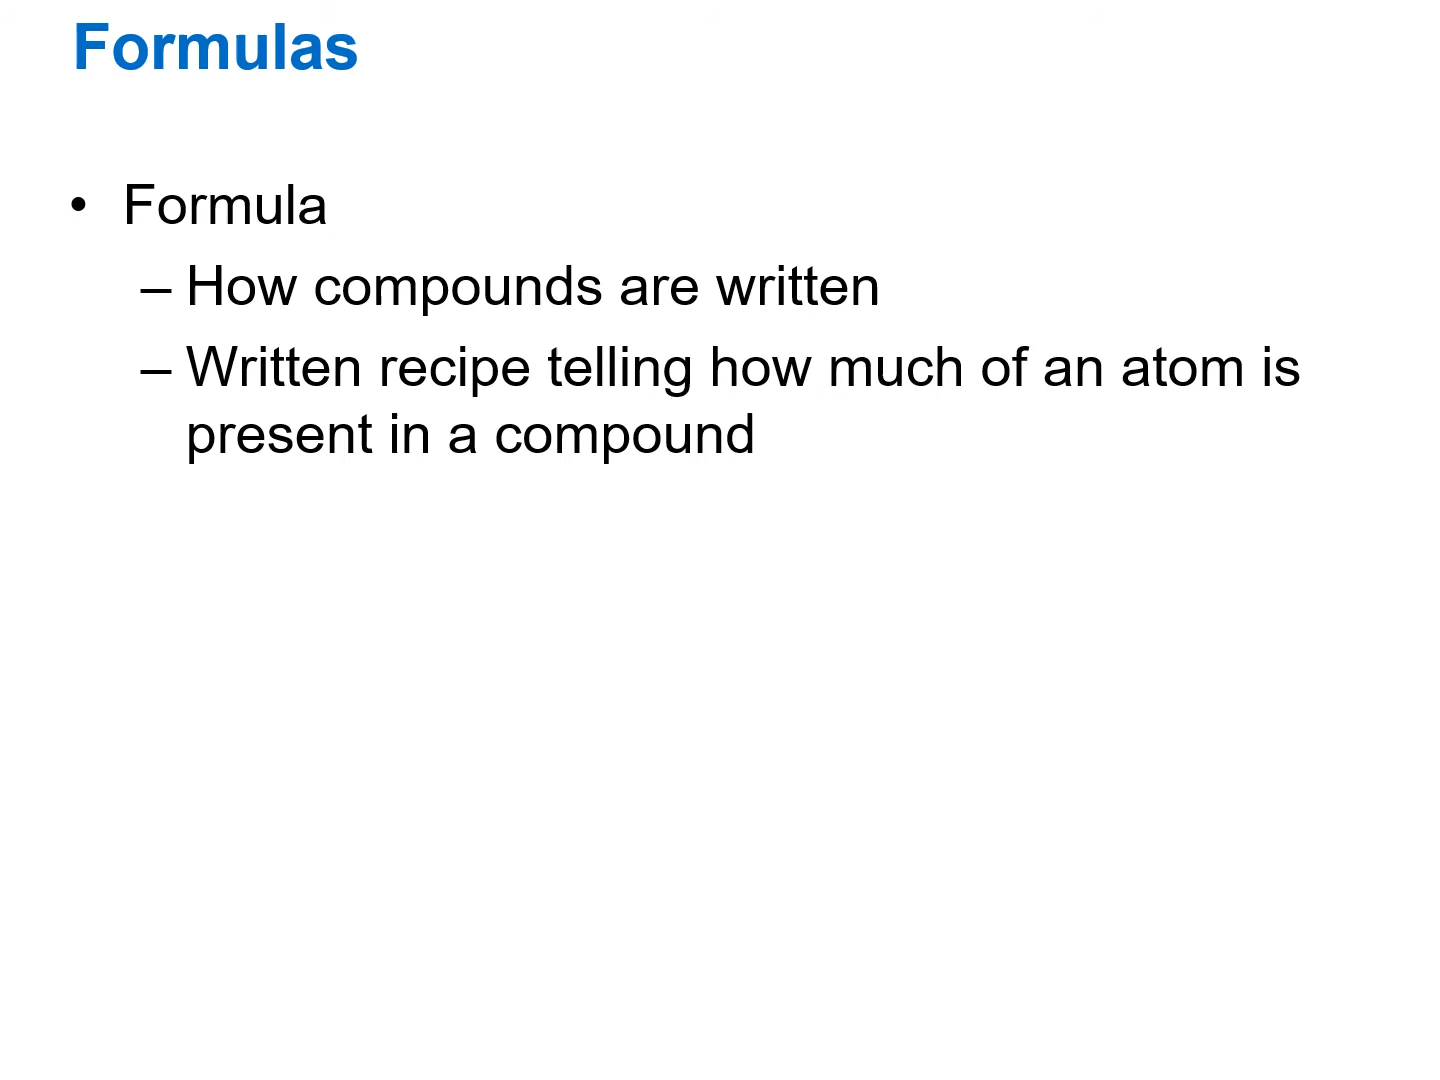 Formulas
• Formula
– How compounds are written
– Written recipe telling how much of an atom is
present in a compound